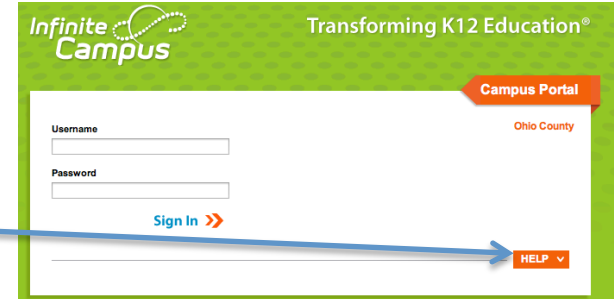 Infinite Campus
Transforming K12 Education®
Campus Portal
Ohio County
Username
Password
Sign In
HELP